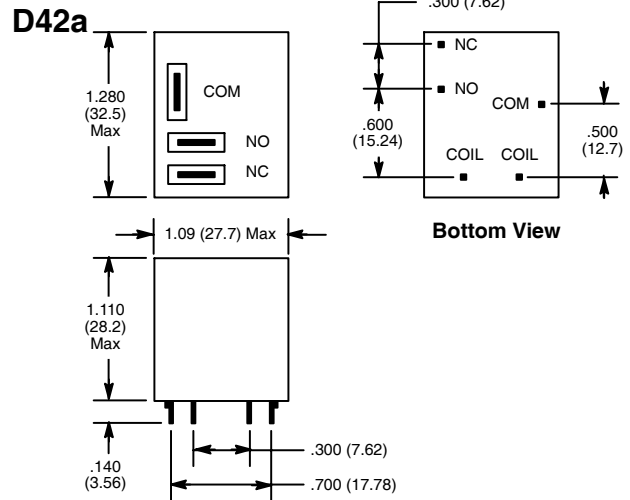 D42a
.300 (7.62)
1.280
(32.5)
Max
COM
NO
NC
NC
NO
COM
.600
(15.24)
.500
(12.7)
COIL COIL
Bottom View
1.09 (27.7) Max
1.110
(28.2)
Max
.140
(3.56)
.300 (7.62)
.700 (17.78)